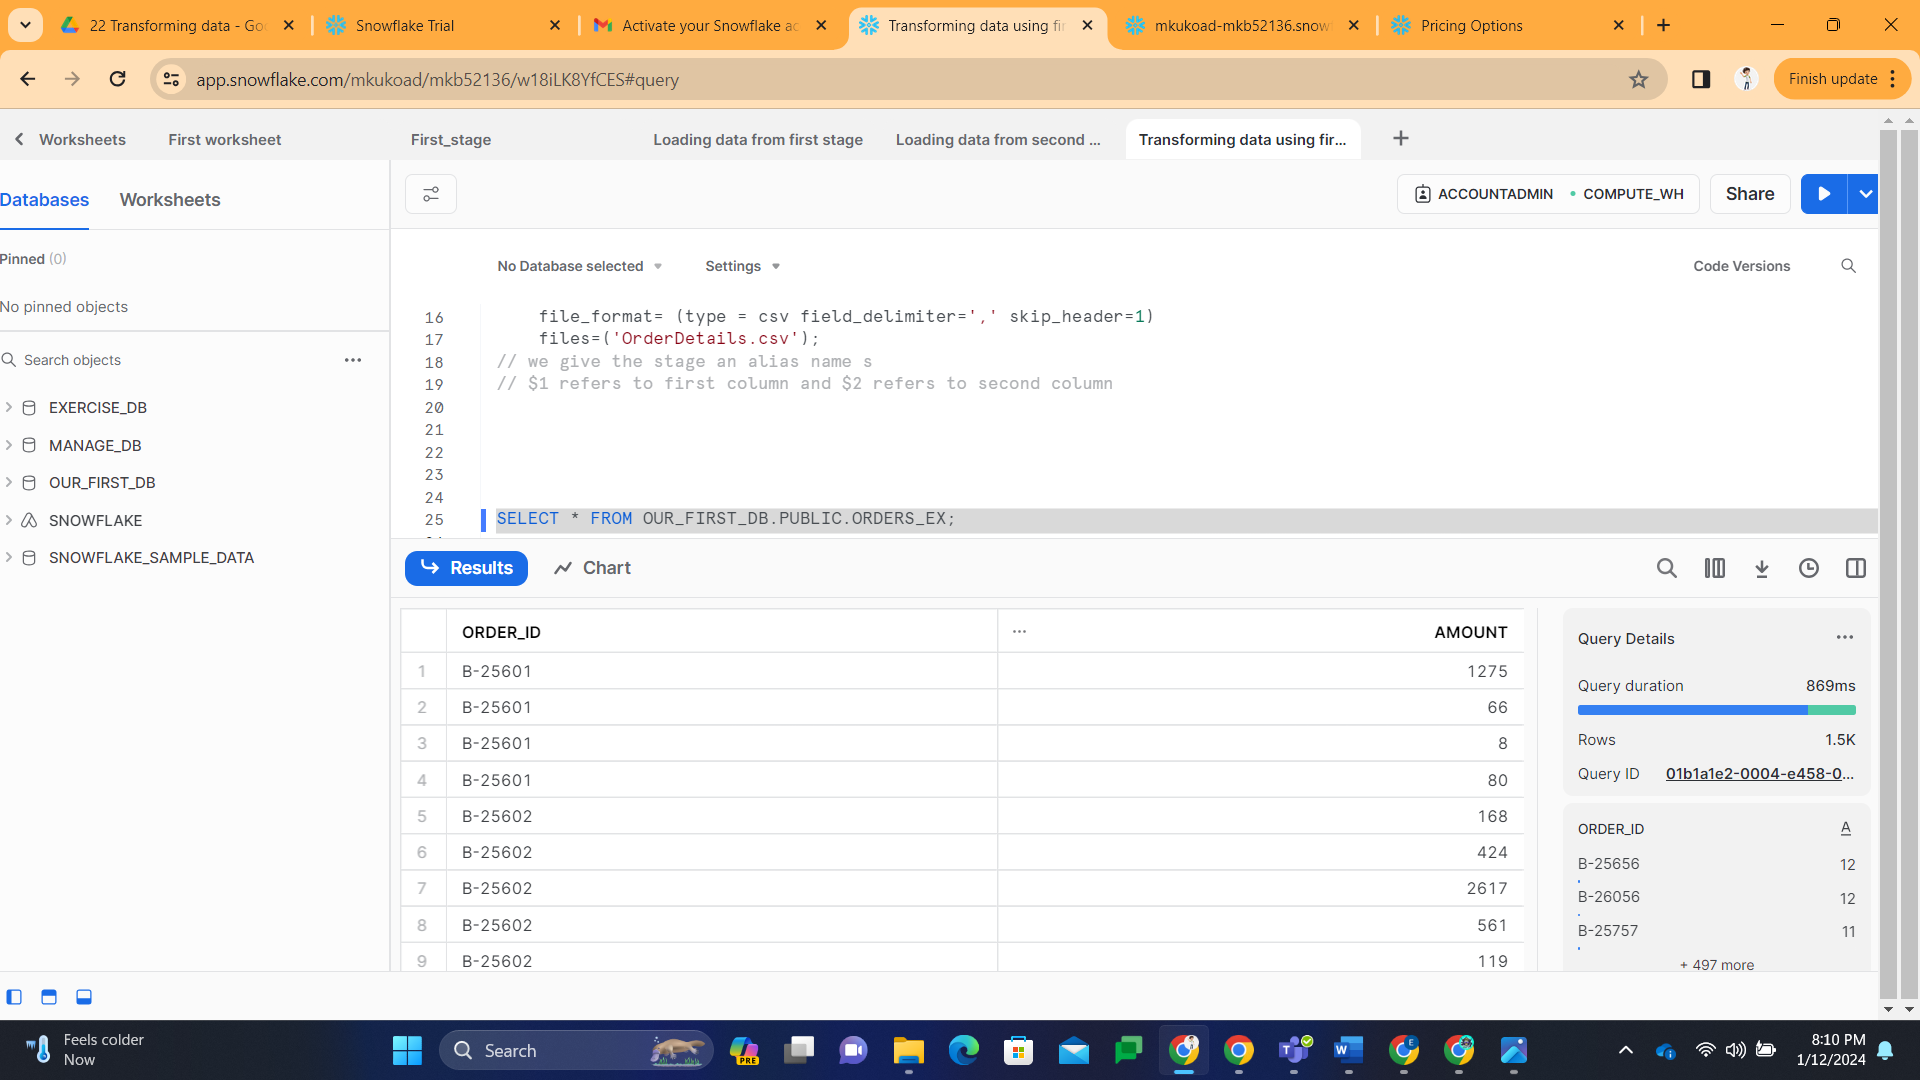 22 Transforming data - Go
Snowflake Trial
Activate your Snowflake ac
Transforming data using fir
mkukoad-mkb52136.snowf
Pricing Options
app.snowflake.com/mkukoad/mkb52136/w18iLK8YfCES#query
Finish update
Worksheets
First worksheet
First_stage
Loading data from first stage
Loading data from second ...
Transforming data using fir...
Databases
Worksheets
ACCOUNTADMIN
COMPUTE_WH
Share
Pinned (0)
No pinned objects
No Database selected
Settings
Code Versions
Search objects
EXERCISE_DB
MANAGE_DB
OUR_FIRST_DB
SNOWFLAKE
SNOWFLAKE_SAMPLE_DATA
16 file_format= (type = csv field_delimiter=',' skip_header=1)
17 files=('OrderDetails.csv');
18 // we give the stage an alias name s
19 // $1 refers to first column and $2 refers to second column
20
21
22
23
24
25 SELECT * FROM OUR_FIRST_DB.PUBLIC.ORDERS_EX;
Results
Chart
ORDER_ID ... AMOUNT
1 B-25601 1275
2 B-25601 66
3 B-25601 8
4 B-25601 80
5 B-25602 168
6 B-25602 424
7 B-25602 2617
8 B-25602 561
9 B-25602 119
Query Details
Query duration 869ms
Rows 1.5K
Query ID 01b1a1e2-0004-e458-0...
ORDER_ID A
B-25656 12
B-26056 12
B-25757 11
+ 497 more
Feels colder
Now
Search
PRE
8:10 PM
1/12/2024